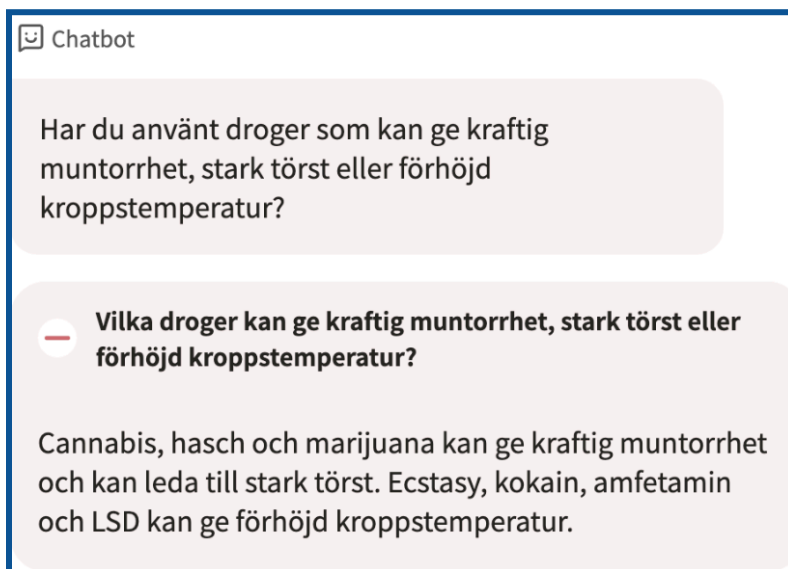 Chatbot
Har du använt droger som kan ge kraftig
muntorrhet, stark törst eller förhöjd
kroppstemperatur?
Vilka droger kan ge kraftig muntorrhet, stark törst eller
förhöjd kroppstemperatur?
Cannabis, hasch och marijuana kan ge kraftig muntorrhet
och kan leda till stark törst. Ecstasy, kokain, amfetamin
och LSD kan ge förhöjd kroppstemperatur.